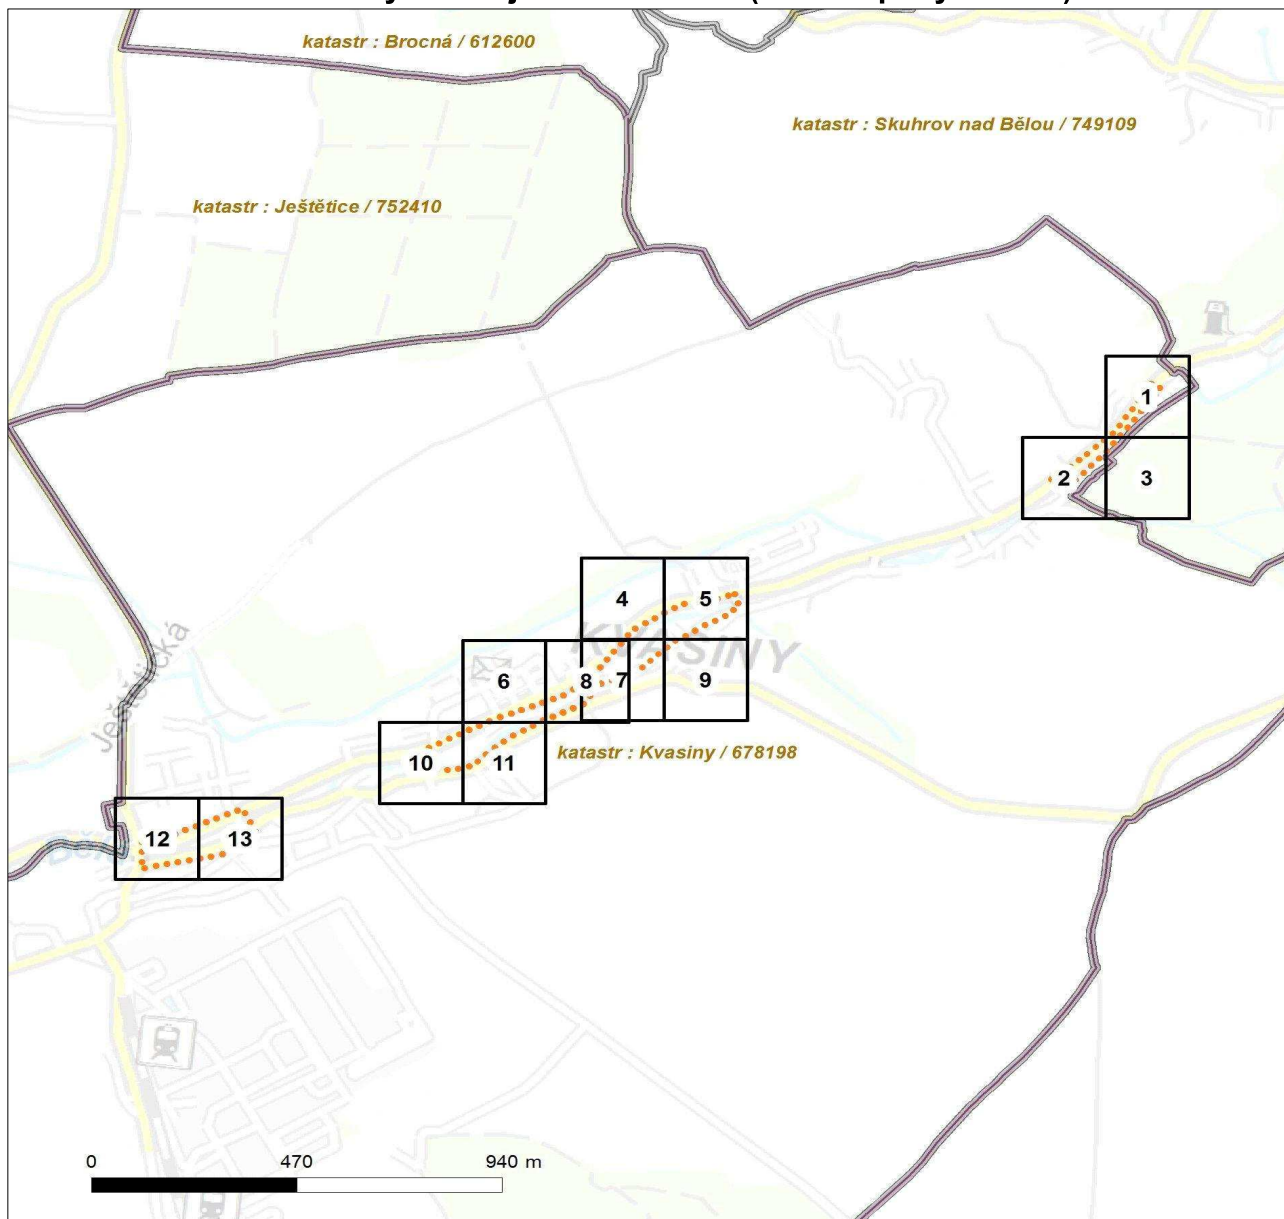 katastr : Brocná / 612600
katastr : Skuhrov nad Bělou / 749109
katastr : Ještětice / 752410
1
2
3
4
5
KVASINY
6
8
7
9
Ještětická
10
11
katastr : Kvasiny / 678198
12
13
0
470
940 m